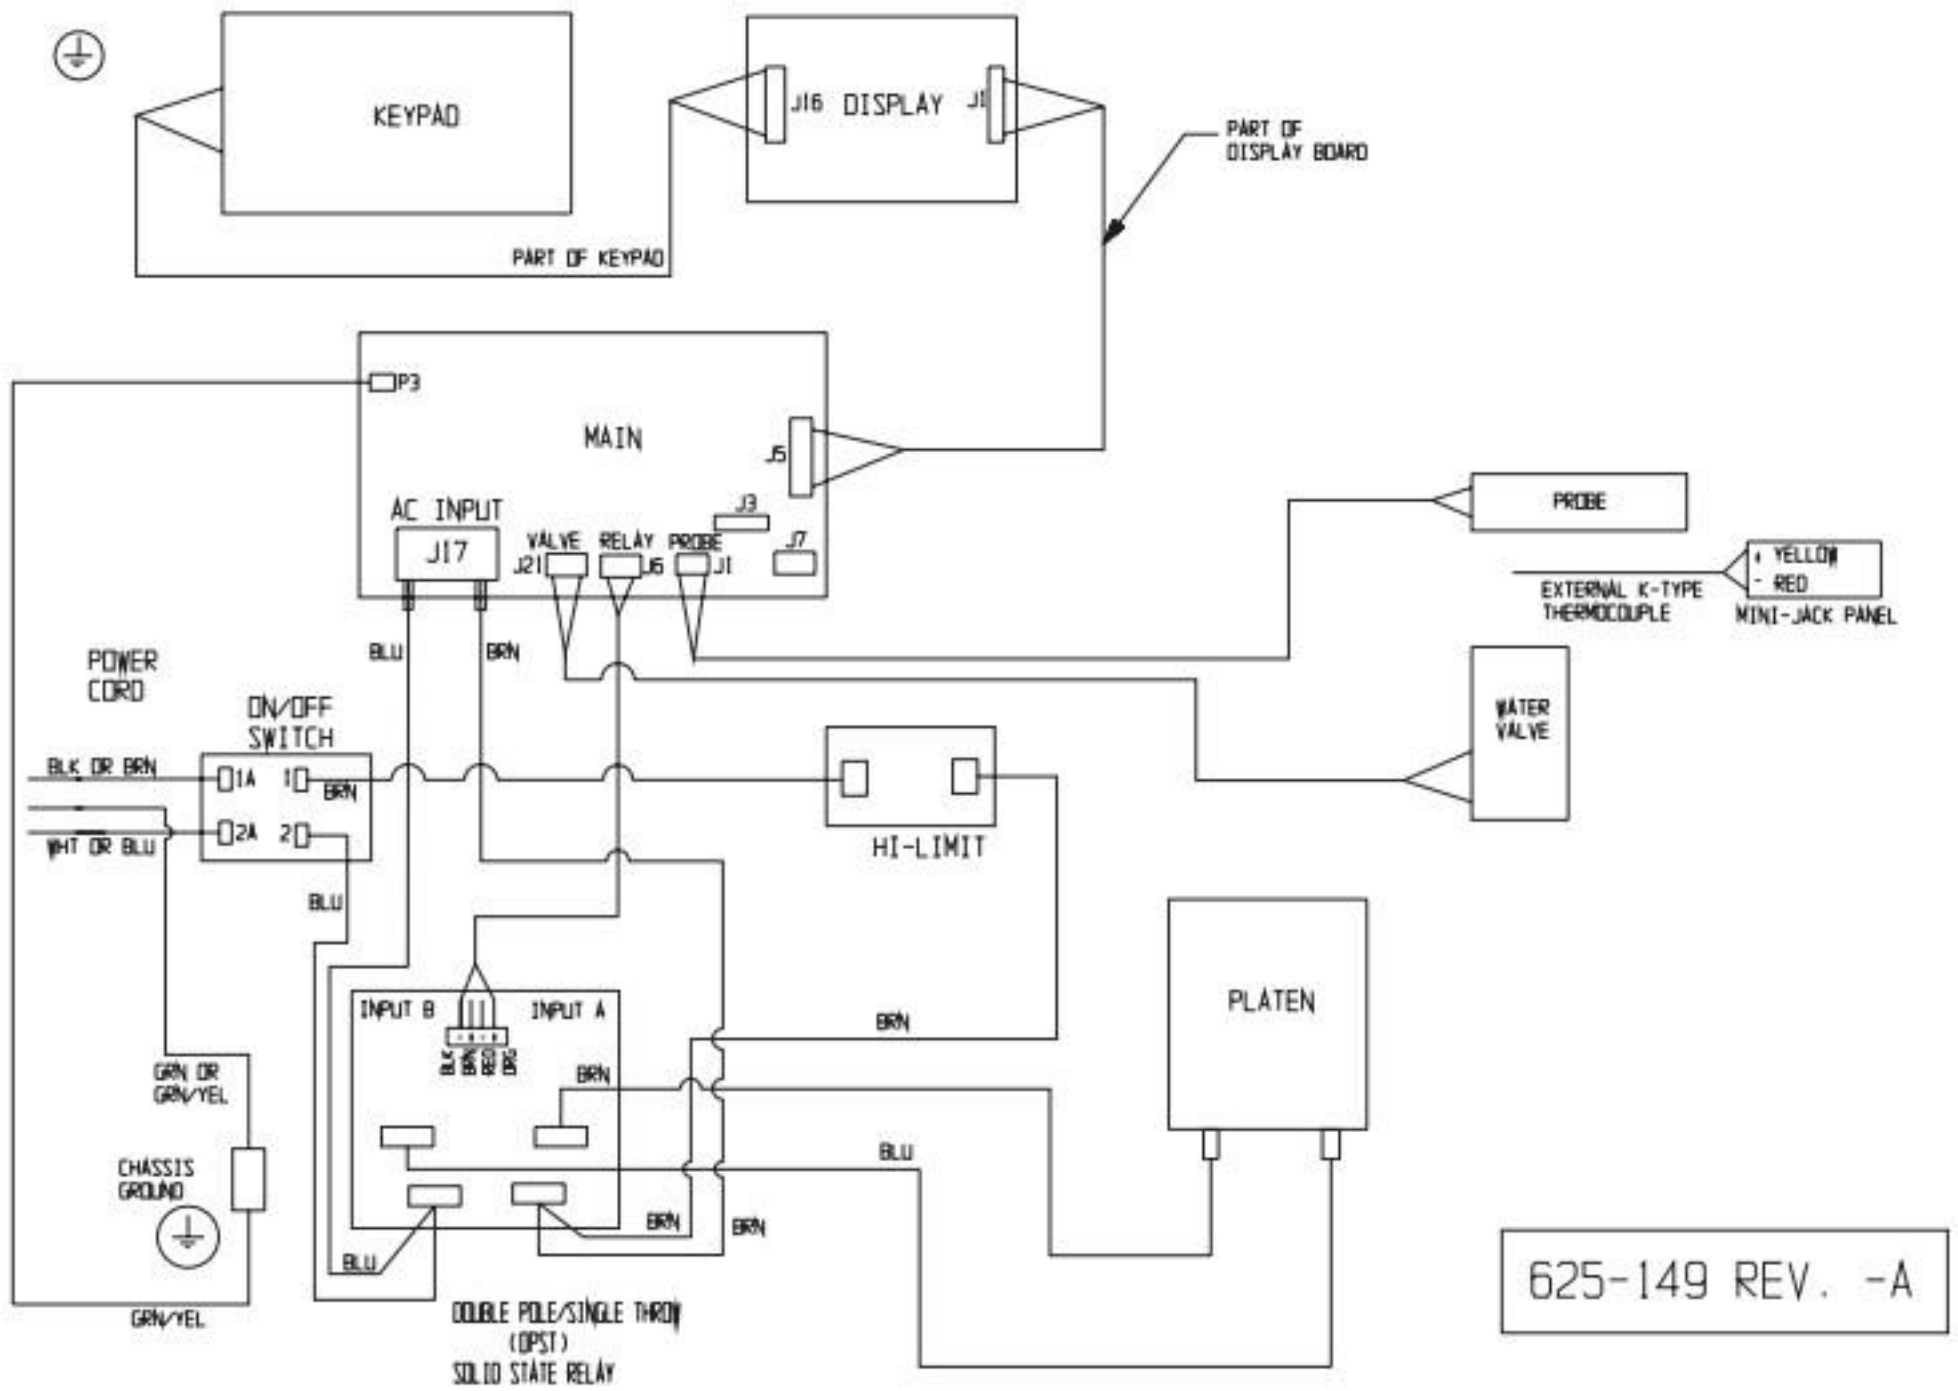 KEYPAD
J16 DISPLAY J1
PART OF
DISPLAY BOARD
PART OF KEYPAD
P3
MAIN
J5
AC INPUT
J17
J3
J7
VALVE RELAY PROBE
J21 J6 J1
PROBE
+ YELLOW
- RED
EXTERNAL K-TYPE
THERMOCOUPLE
MINI-JACK PANEL
BLU
BRN
POWER
CORD
ON/OFF
SWITCH
WATER
VALVE
BLK OR BRN
1A 1
BRN
2A 2
WHT OR BLU
HI-LIMIT
BLU
PLATEN
INPUT B INPUT A
BLK
BRN
RED
ORG
BRN
BRN
GRN OR
GRN/YEL
BLU
CHASSIS
GROUND
BRN
BRN
BLU
GRN/YEL
DOUBLE POLE/SINGLE THROW
(DPST)
SOLID STATE RELAY
625-149 REV. -A